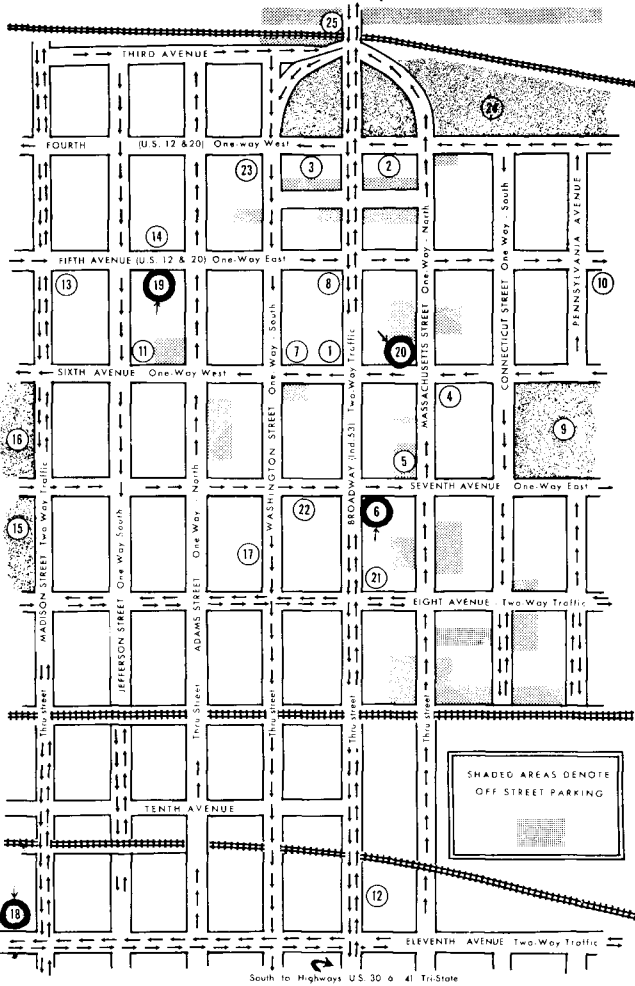 25
THIRD AVENUE
24
FOURTH (U.S. 12 & 20) One-way West
23
3
2
14
FIFTH AVENUE (U.S. 12 & 20) One-Way East
13
19
8
10
11
7
1
20
SIXTH AVENUE One-Way West
16
4
9
5
SEVENTH AVENUE One-Way East
15
22
6
17
21
EIGHT AVENUE - Two-Way Traffic
MADISON STREET Two Way Traffic
Thru street
JEFFERSON STREET One Way South
ADAMS STREET One Way - North
Thru Street
WASHINGTON STREET One-Way - South
Thru street
BROADWAY (Ind 53) Two-Way Traffic
Thru street
MASSACHUSETTS STREET One-Way - North
Thru street
CONNECTICUT STREET One Way - South
PENNSYLVANIA AVENUE
SHADED AREAS DENOTE
OFF STREET PARKING
TENTH AVENUE
18
12
ELEVENTH AVENUE Two-Way Traffic
South to Highways U.S. 30 6 41 Tri-State